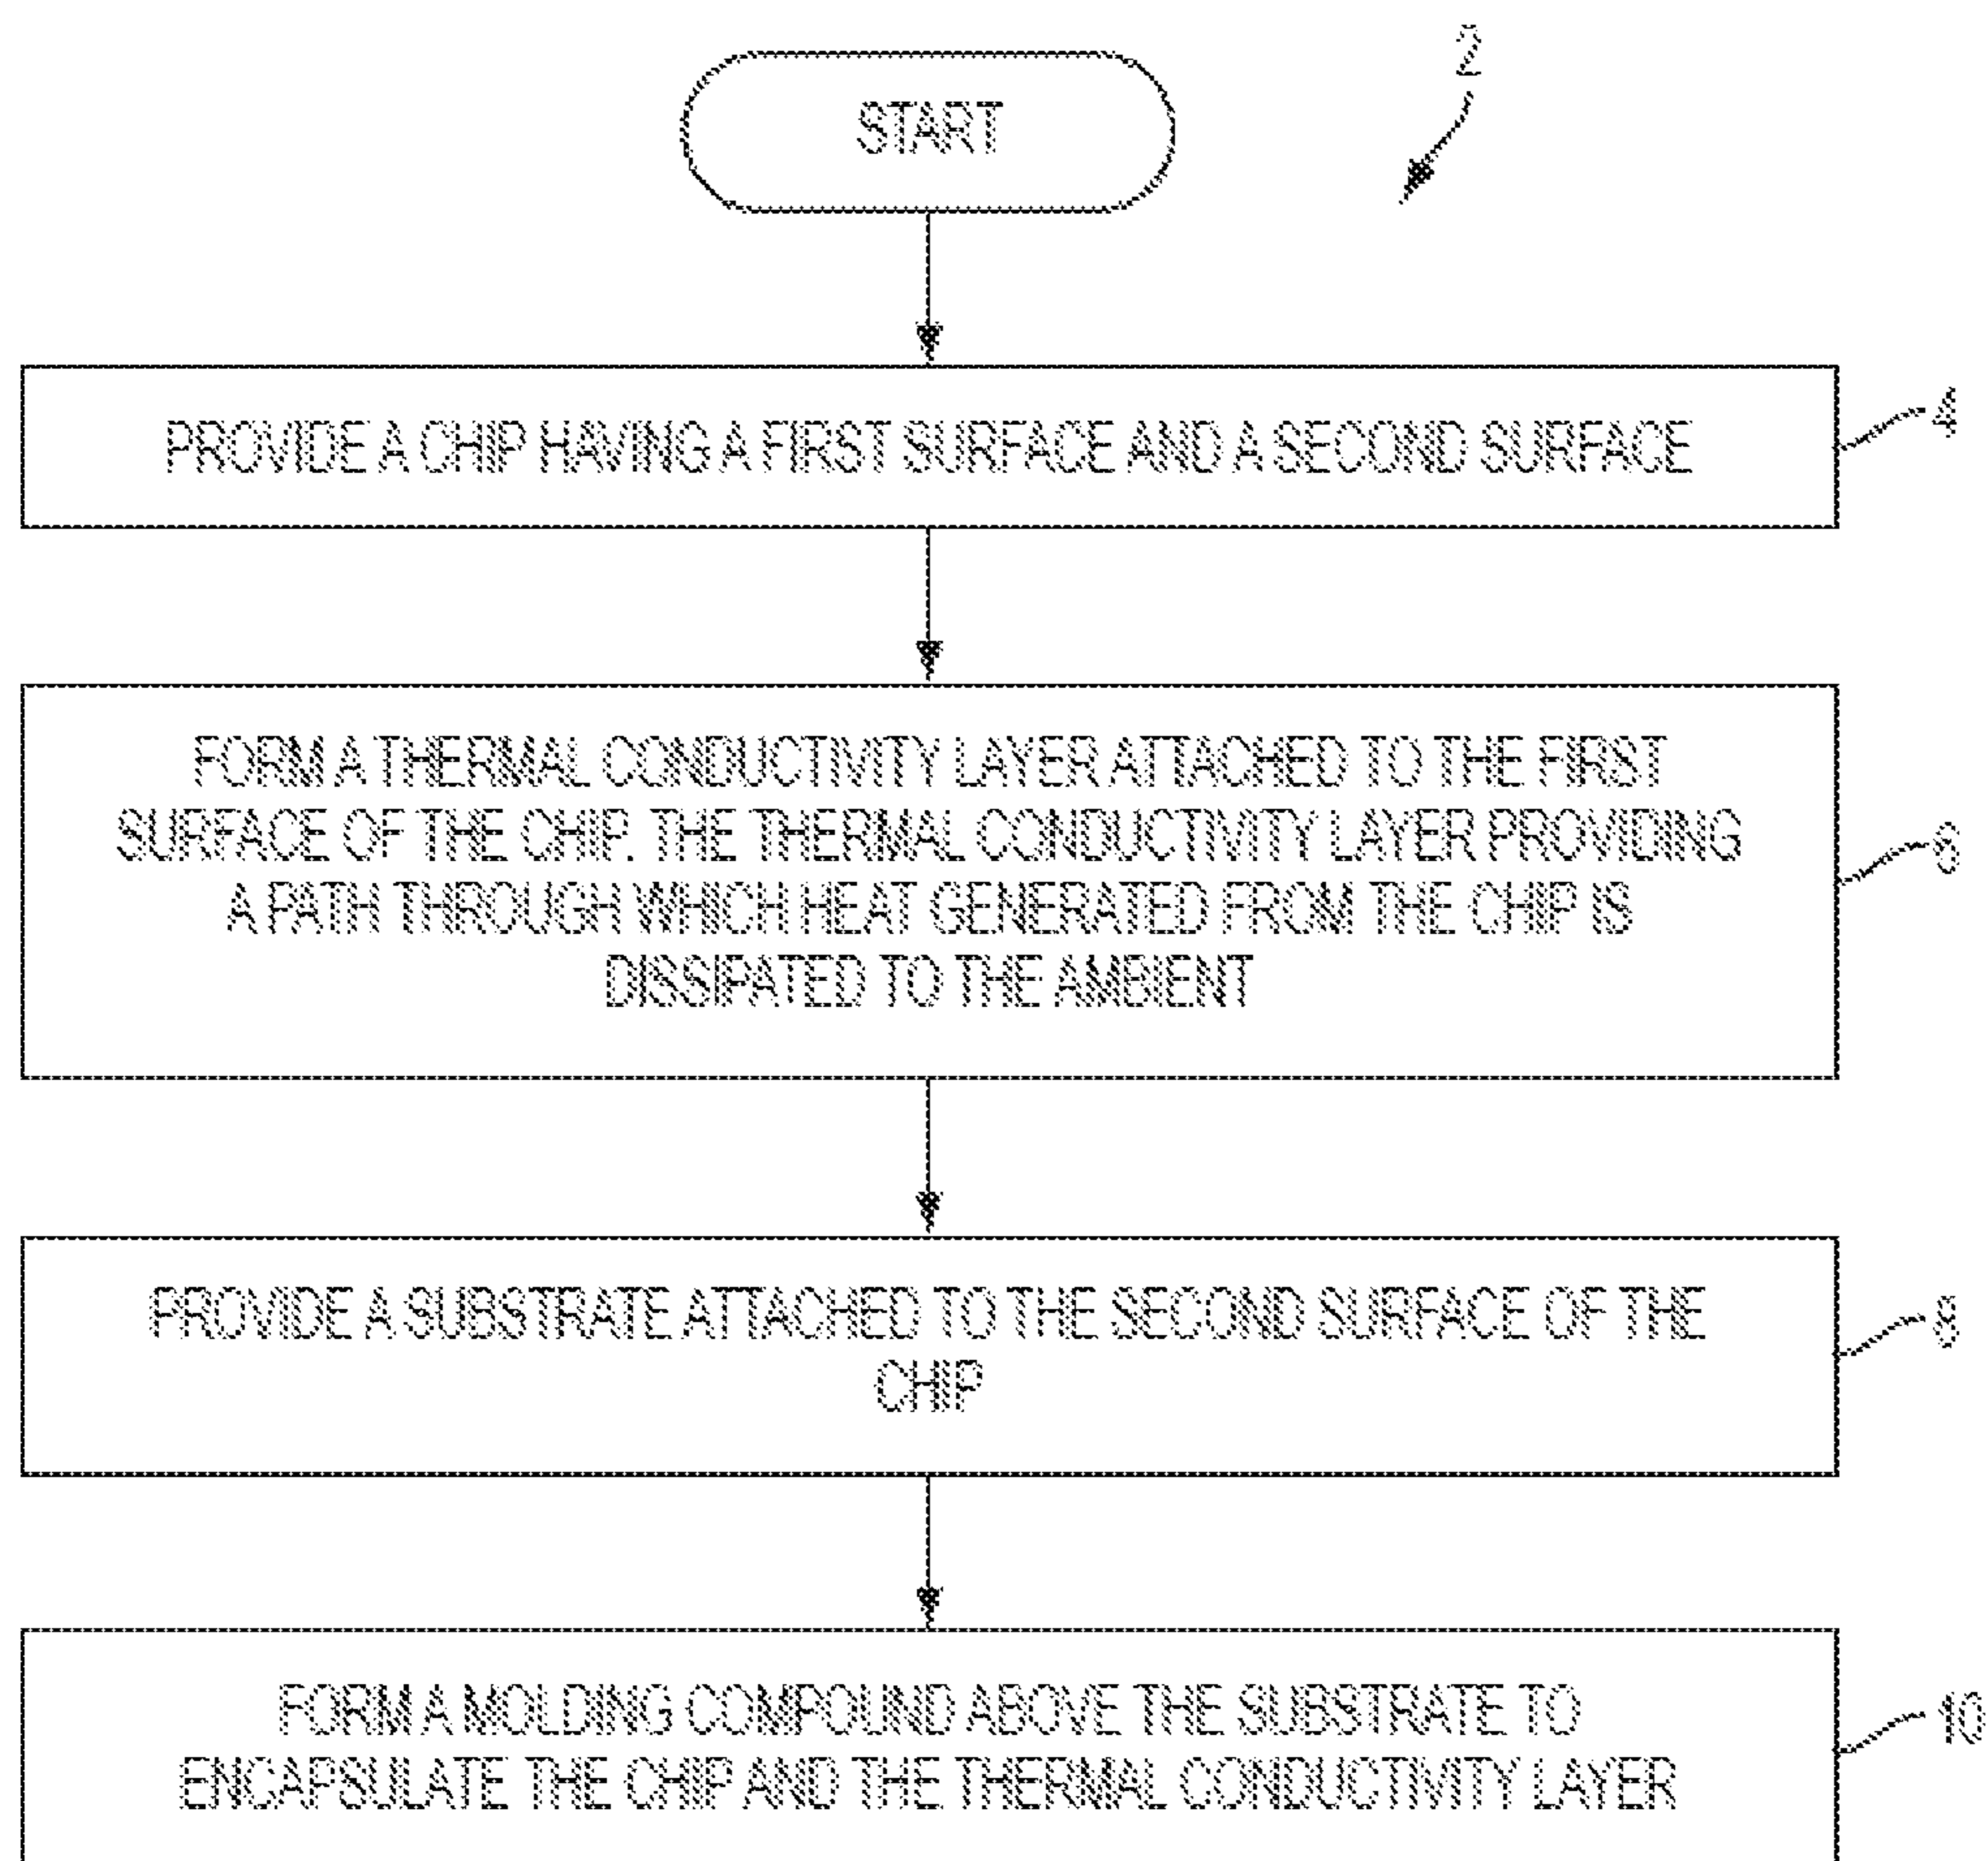 2
START
PROVIDE A CHIP HAVING A FIRST SURFACE AND A SECOND SURFACE
4
FORM A THERMAL CONDUCTIVITY LAYER ATTACHED TO THE FIRST
SURFACE OF THE CHIP. THE THERMAL CONDUCTIVITY LAYER PROVIDING
A PATH THROUGH WHICH HEAT GENERATED FROM THE CHIP IS
DISSIPATED TO THE AMBIENT
6
PROVIDE A SUBSTRATE ATTACHED TO THE SECOND SURFACE OF THE
CHIP
8
FORM A MOLDING COMPOUND ABOVE THE SUBSTRATE TO
ENCAPSULATE THE CHIP AND THE THERMAL CONDUCTIVITY LAYER
10